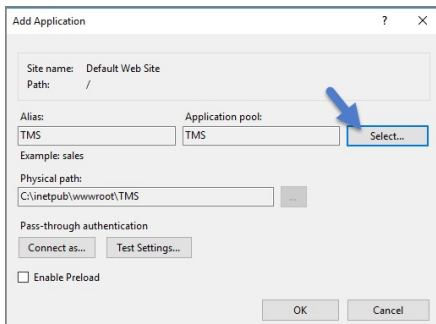 Add Application
? ×
Site name: Default Web Site
Path: /
Alias: Application pool:
TMS TMS Select...
Example: sales
Physical path:
C:\inetpub\wwwroot\TMS ...
Pass-through authentication
Connect as... Test Settings...
Enable Preload
OK Cancel